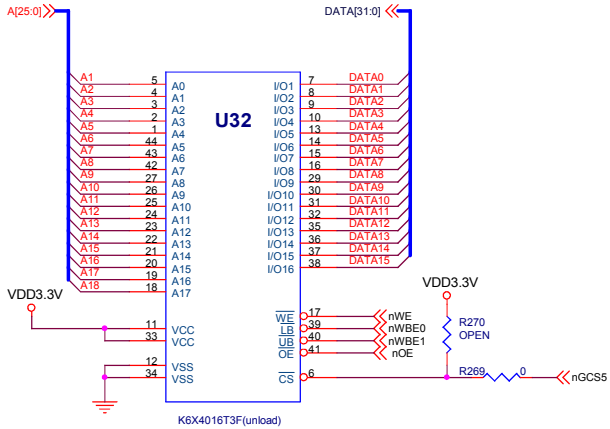 A[25:0] DATA[31:0]
U32
A1 5 A0 I/O1 7 DATA0
A2 4 A1 I/O2 8 DATA1
A3 3 A2 I/O3 9 DATA2
A4 2 A3 I/O4 10 DATA3
A5 1 A4 I/O5 13 DATA4
A6 44 A5 I/O6 14 DATA5
A7 43 A6 I/O7 15 DATA6
A8 42 A7 I/O8 16 DATA7
A9 27 A8 I/O9 29 DATA8
A10 26 A9 I/O10 30 DATA9
A11 25 A10 I/O11 31 DATA10
A12 24 A11 I/O12 32 DATA11
A13 23 A12 I/O13 35 DATA12
A14 22 A13 I/O14 36 DATA13
A15 21 A14 I/O15 37 DATA14
A16 20 A15 I/O16 38 DATA15
A17 19 A16
A18 18 A17
VDD3.3V VDD3.3V
WE 17 nWE
11 VCC LB 39 nWBE0
33 VCC UB 40 nWBE1
OE 41 nOE
R270
OPEN
12 VSS
34 VSS CS 6 R269 0 nGCS5
K6X4016T3F(unload)